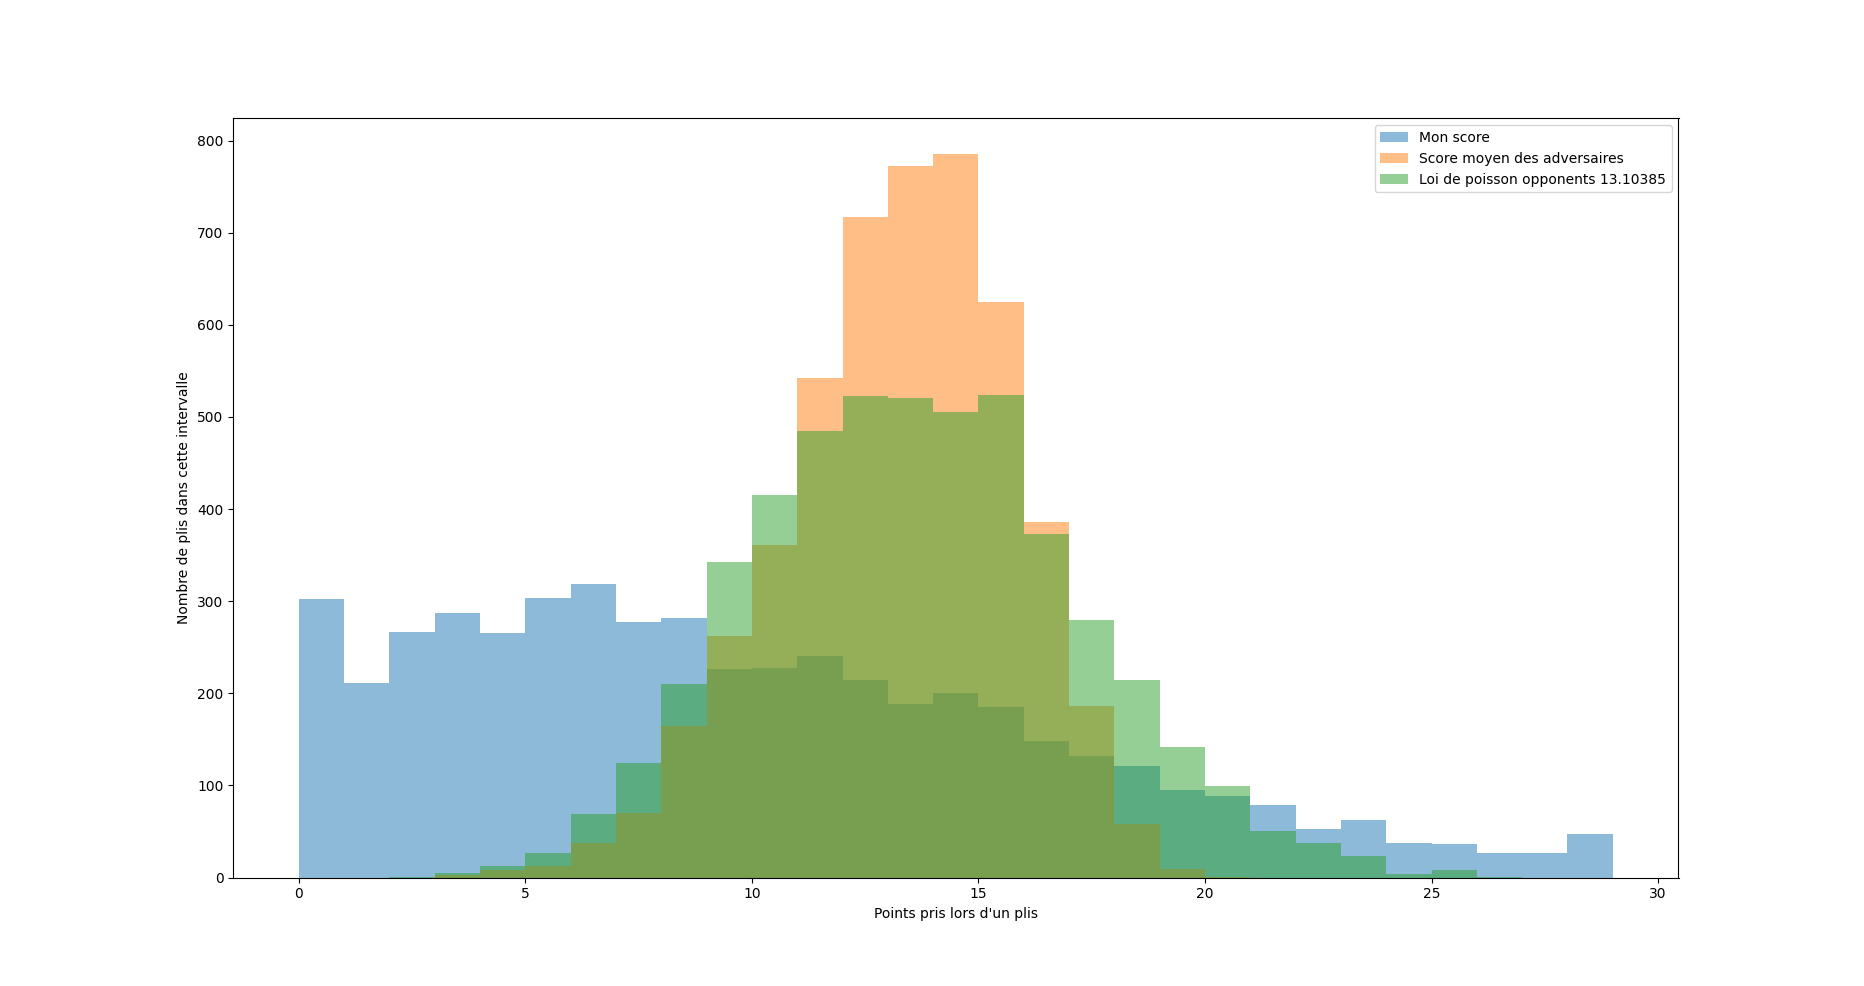 Mon score
Score moyen des adversaires
Loi de poisson opponents 13.10385
800
700
600
500
400
300
200
100
0
Nombre de plis dans cette intervalle
0 5 10 15 20 25 30
Points pris lors d'un plis